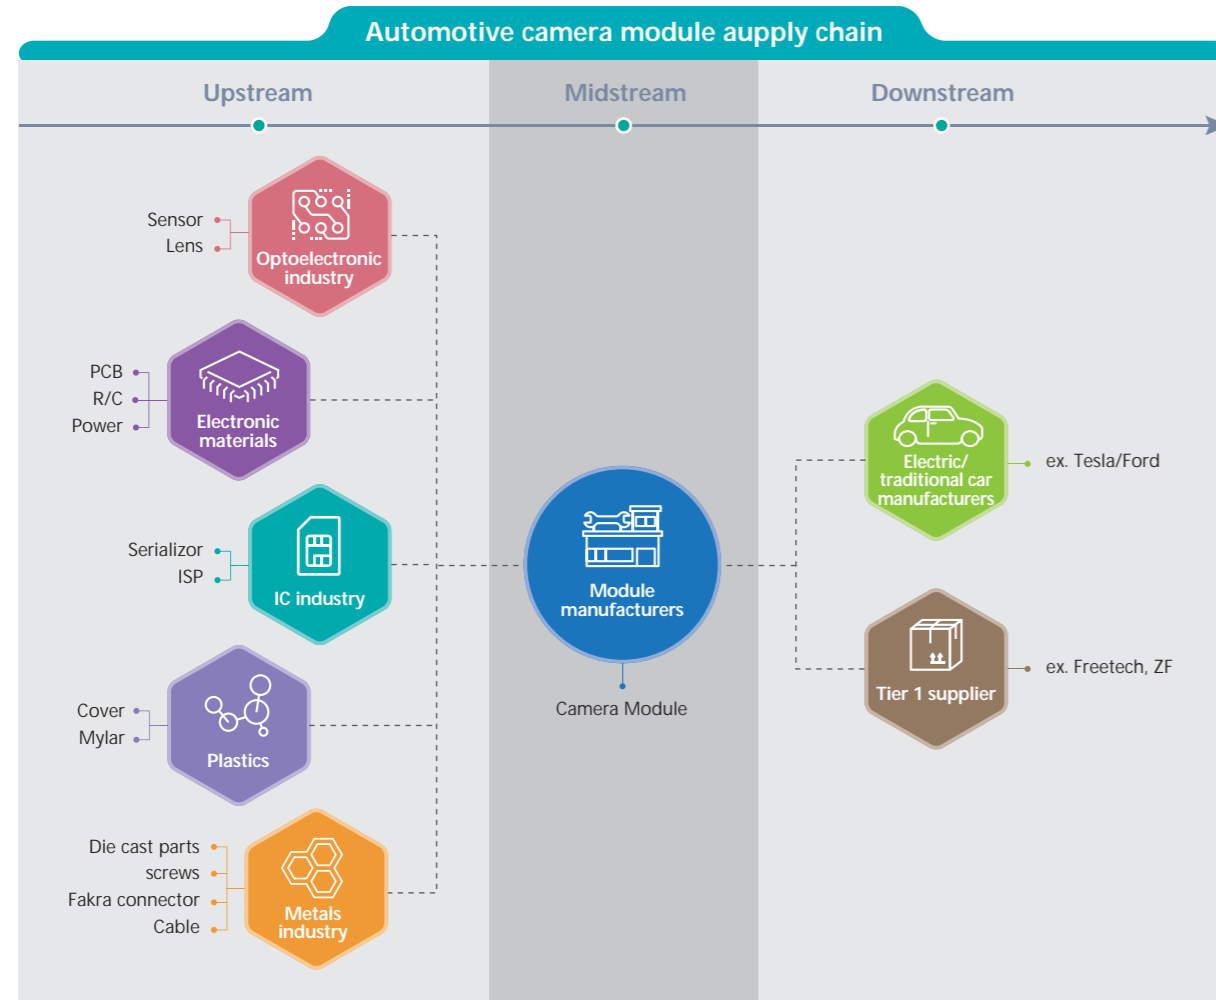 Automotive camera module aupply chain
Upstream
Midstream
Downstream
Sensor
Lens
Optoelectronic
industry
PCB
R/C
Power
Electronic
materials
Serializor
ISP
IC industry
Cover
Mylar
Plastics
Die cast parts
screws
Fakra connector
Cable
Metals
industry
Module
manufacturers
Camera Module
Electric/
traditional car
manufacturers
ex. Tesla/Ford
Tier 1 supplier
ex. Freetech, ZF